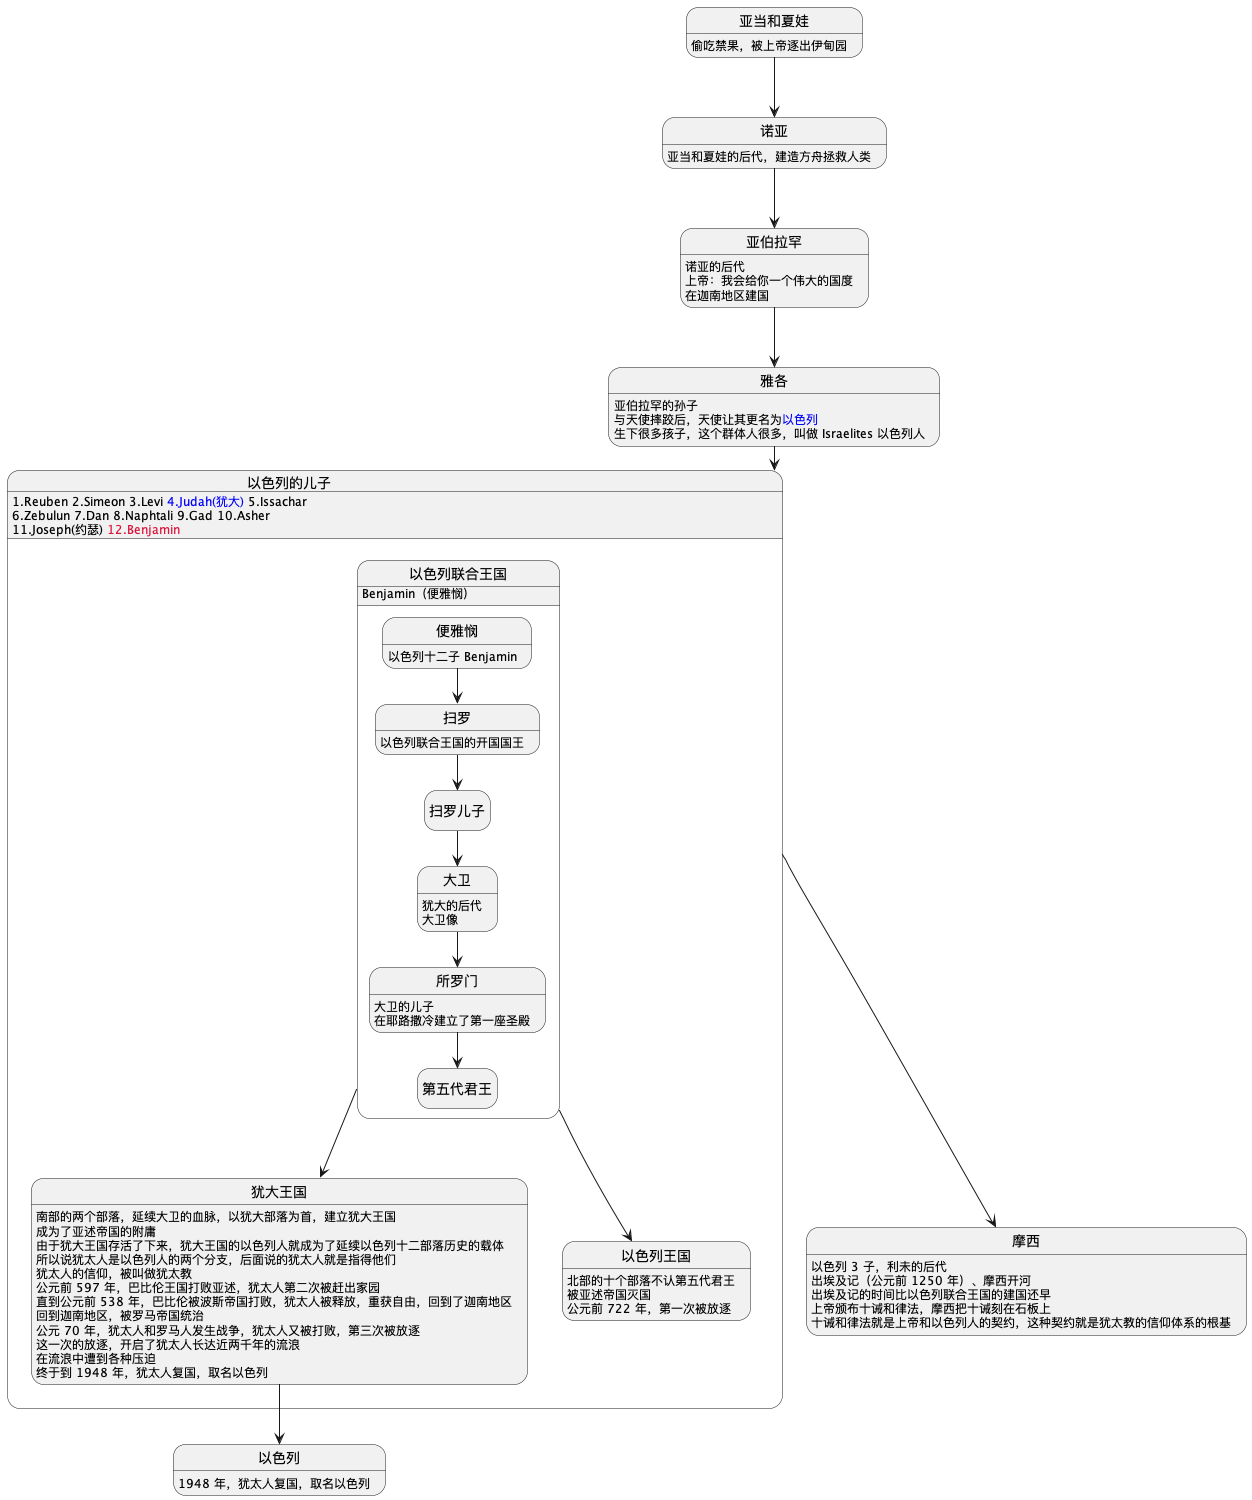 亚当和夏娃
偷吃禁果，被上帝逐出伊甸园
诺亚
亚当和夏娃的后代，建造方舟拯救人类
亚伯拉罕
诺亚的后代
上帝：我会给你一个伟大的国度
在迦南地区建国
雅各
亚伯拉罕的孙子
与天使摔跤后，天使让其更名为以色列
生下很多孩子，这个群体人很多，叫做 Israelites 以色列人
以色列的儿子
1.Reuben 2.Simeon 3.Levi 4.Judah(犹大) 5.Issachar
6.Zebulun 7.Dan 8.Naphtali 9.Gad 10.Asher
11.Joseph(约瑟) 12.Benjamin
以色列联合王国
Benjamin（便雅悯）
便雅悯
以色列十二子 Benjamin
扫罗
以色列联合王国的开国国王
扫罗儿子
大卫
犹大的后代
大卫像
所罗门
大卫的儿子
在耶路撒冷建立了第一座圣殿
第五代君王
犹大王国
南部的两个部落，延续大卫的血脉，以犹大部落为首，建立犹大王国
成为了亚述帝国的附庸
由于犹大王国存活了下来，犹大王国的以色列人就成为了延续以色列十二部落历史的载体
所以说犹太人是以色列人的两个分支，后面说的犹太人就是指得他们
犹太人的信仰，被叫做犹太教
公元前 597 年，巴比伦王国打败亚述，犹太人第二次被赶出家园
直到公元前 538 年，巴比伦被波斯帝国打败，犹太人被释放，重获自由，回到了迦南地区
回到迦南地区，被罗马帝国统治
公元 70 年，犹太人和罗马人发生战争，犹太人又被打败，第三次被放逐
这一次的放逐，开启了犹太人长达近两千年的流浪
在流浪中遭到各种压迫
终于到 1948 年，犹太人复国，取名以色列
以色列王国
北部的十个部落不认第五代君王
被亚述帝国灭国
公元前 722 年，第一次被放逐
摩西
以色列 3 子，利未的后代
出埃及记（公元前 1250 年）、摩西开河
出埃及记的时间比以色列联合王国的建国还早
上帝颁布十诫和律法，摩西把十诫刻在石板上
十诫和律法就是上帝和以色列人的契约，这种契约就是犹太教的信仰体系的根基
以色列
1948 年，犹太人复国，取名以色列